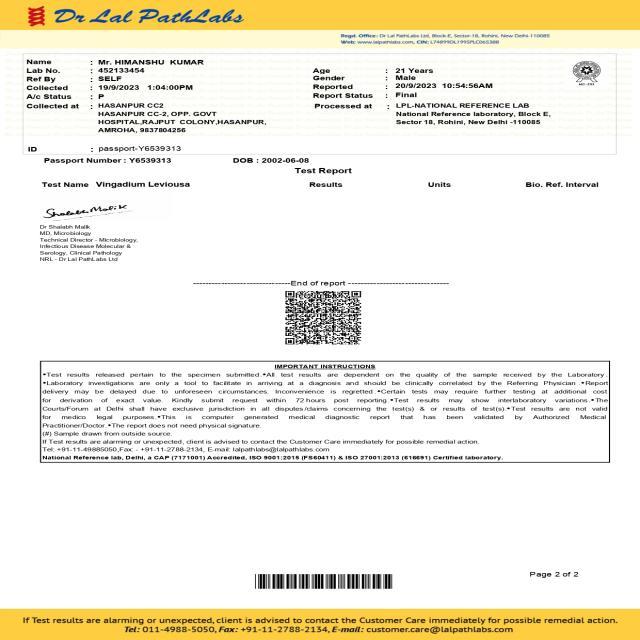 Dr Lal PathLabs
Regd. Office: Dr Lal PathLabs Ltd, Block-E, Sector-18, Rohini, New Delhi-110085
Web: www.lalpathlabs.com, CIN: L74899DL1995PLC065388
Name : Mr. HIMANSHU KUMAR
Lab No. : 452133454
Ref By : SELF
Collected : 19/9/2023 1:04:00PM
A/c Status : P
Collected at : HASANPUR CC2
HASANPUR CC-2, OPP. GOVT
HOSPITAL,RAJPUT COLONY,HASANPUR,
AMROHA, 9837804256
Age : 21 Years
Gender : Male
Reported : 20/9/2023 10:54:56AM
Report Status : Final
Processed at : LPL-NATIONAL REFERENCE LAB
National Reference laboratory, Block E,
Sector 18, Rohini, New Delhi -110085
ID : passport-Y6539313
Passport Number : Y6539313 DOB : 2002-06-08
Test Report
Test Name Vingadium Leviousa Results Units Bio. Ref. Interval
Shalabh Malik
Dr Shalabh Malik
MD, Microbiology
Technical Director - Microbiology,
Infectious Disease Molecular &
Serology, Clinical Pathology
NRL - Dr Lal PathLabs Ltd
-------------------------------End of report --------------------------------
IMPORTANT INSTRUCTIONS
•Test results released pertain to the specimen submitted.•All test results are dependent on the quality of the sample received by the Laboratory.
•Laboratory investigations are only a tool to facilitate in arriving at a diagnosis and should be clinically correlated by the Referring Physician.•Report
delivery may be delayed due to unforeseen circumstances. Inconvenience is regretted.•Certain tests may require further testing at additional cost
for derivation of exact value. Kindly submit request within 72 hours post reporting.•Test results may show interlaboratory variations.•The
Courts/Forum at Delhi shall have exclusive jurisdiction in all disputes/claims concerning the test(s) & or results of test(s).•Test results are not valid
for medico legal purposes.•This is computer generated medical diagnostic report that has been validated by Authorized Medical
Practitioner/Doctor.•The report does not need physical signature.
(#) Sample drawn from outside source.
If Test results are alarming or unexpected, client is advised to contact the Customer Care immediately for possible remedial action.
Tel: +91-11-49885050,Fax: - +91-11-2788-2134, E-mail: lalpathlabs@lalpathlabs.com
National Reference lab, Delhi, a CAP (7171001) Accredited, ISO 9001:2015 (FS60411) & ISO 27001:2013 (616691) Certified laboratory.
Page 2 of 2
If Test results are alarming or unexpected, client is advised to contact the Customer Care immediately for possible remedial action.
Tel: 011-4988-5050, Fax: +91-11-2788-2134, E-mail: customer.care@lalpathlabs.com